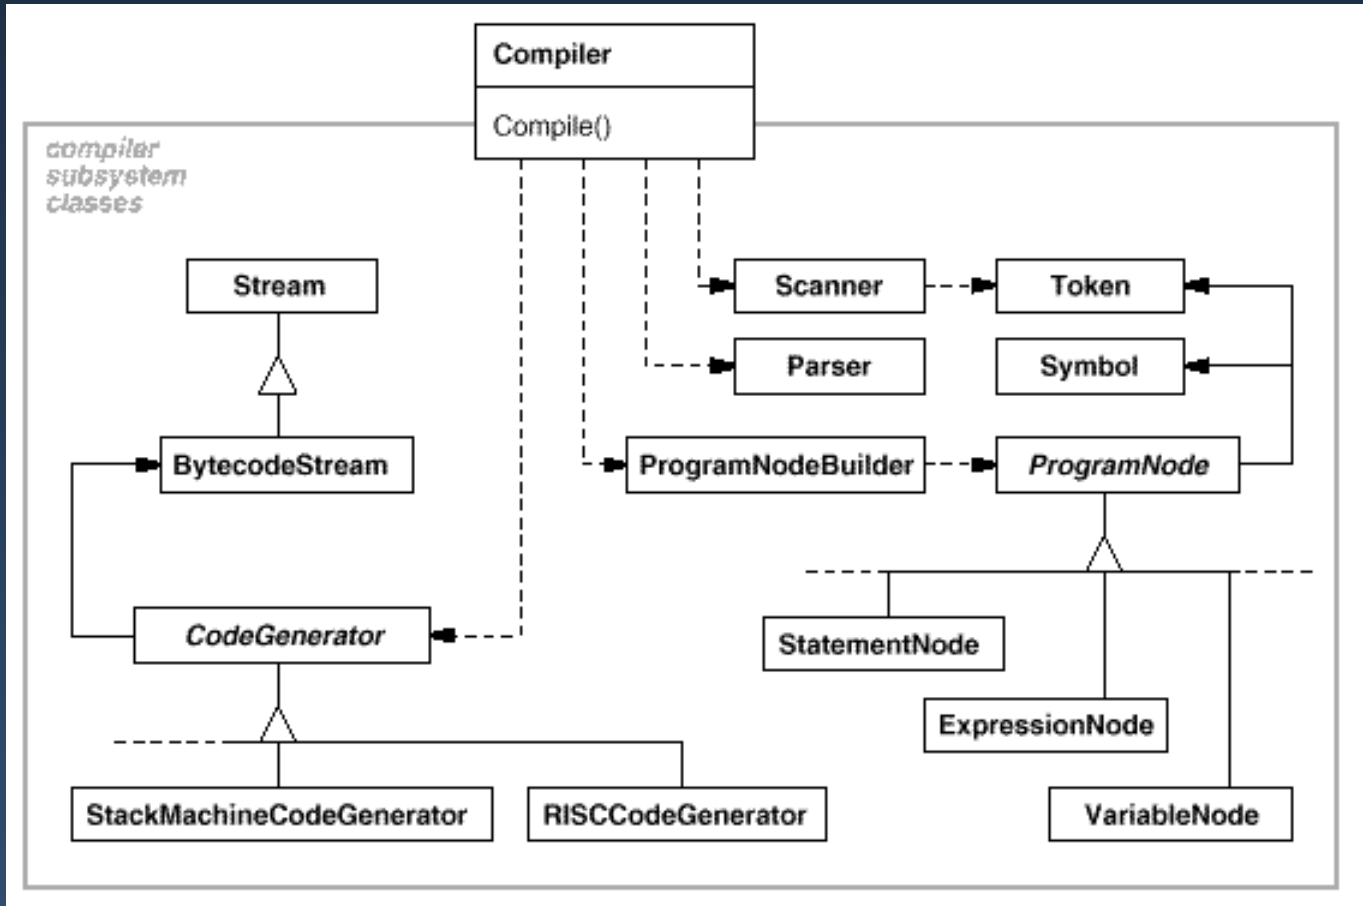 Compiler
Compile()
compiler
subsystem
classes
Stream
Scanner
Token
Parser
Symbol
BytecodeStream
ProgramNodeBuilder
ProgramNode
CodeGenerator
StatementNode
ExpressionNode
StackMachineCodeGenerator
RISCCodeGenerator
VariableNode